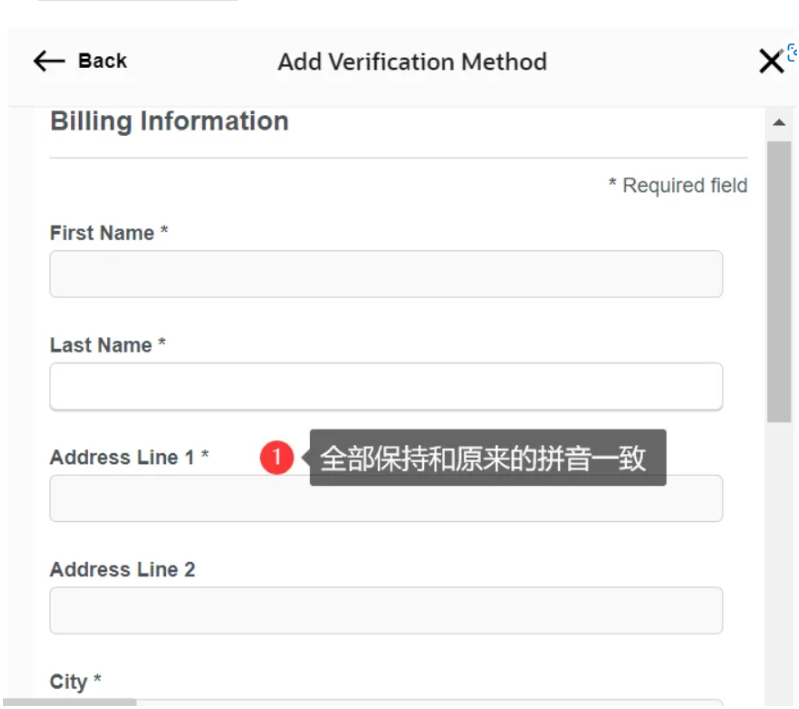 Back
Add Verification Method
Billing Information
* Required field
First Name *
Last Name *
Address Line 1 *
1
全部保持和原来的拼音一致
Address Line 2
City *